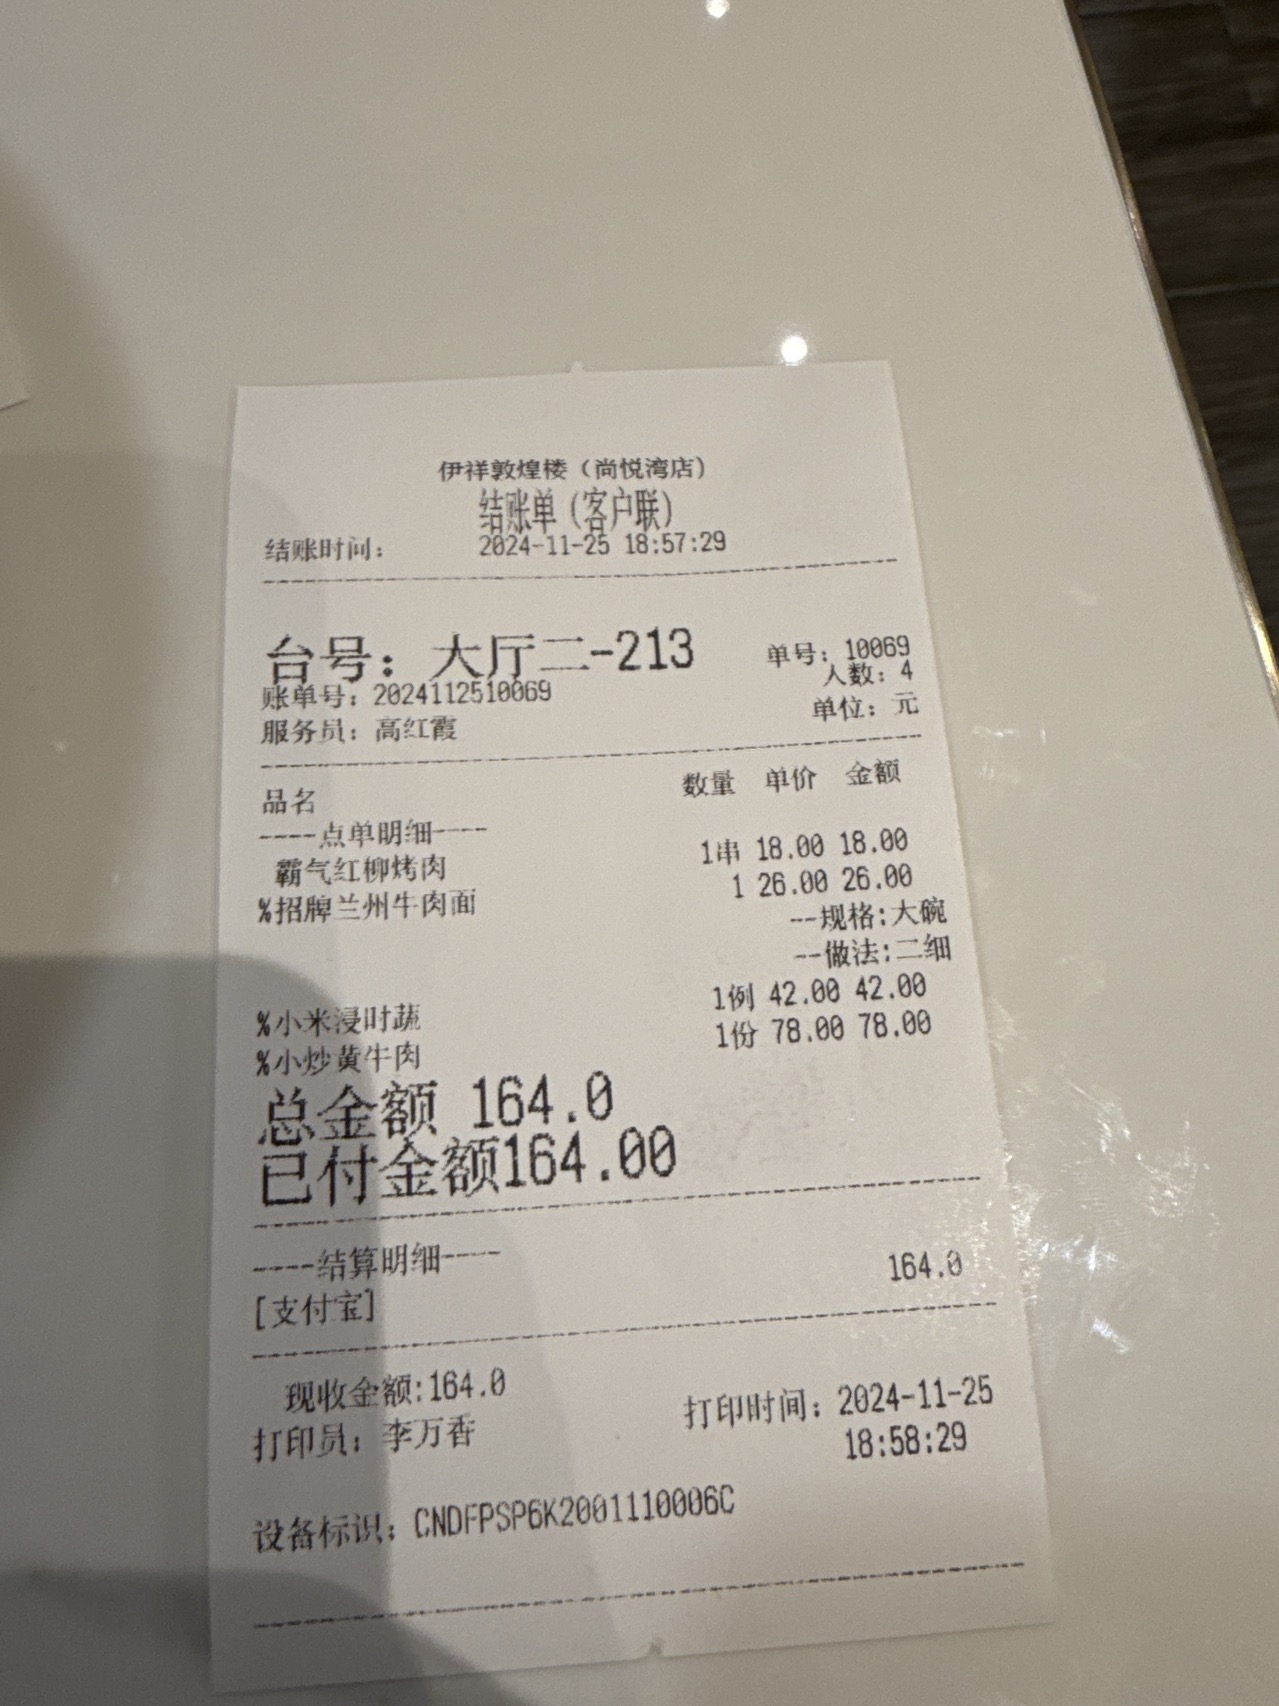 伊祥敦煌楼（尚悦湾店）
结账单（客户联）
结账时间： 2024-11-25 18:57:29
台号：大厅二-213 单号：10069
人数：4
账单号：2024112510069
服务员：高红霞 单位：元
品名 数量 单价 金额
----点单明细----
霸气红柳烤肉 1串 18.00 18.00
%招牌兰州牛肉面 1 26.00 26.00
--规格:大碗
--做法:二细
%小米浸时蔬 1例 42.00 42.00
%小炒黄牛肉 1份 78.00 78.00
总金额 164.0
已付金额164.00
----结算明细----
[支付宝] 164.0
现收金额:164.0
打印员：李万香 打印时间：2024-11-25
18:58:29
设备标识：CNDFPSP6K2001110006C